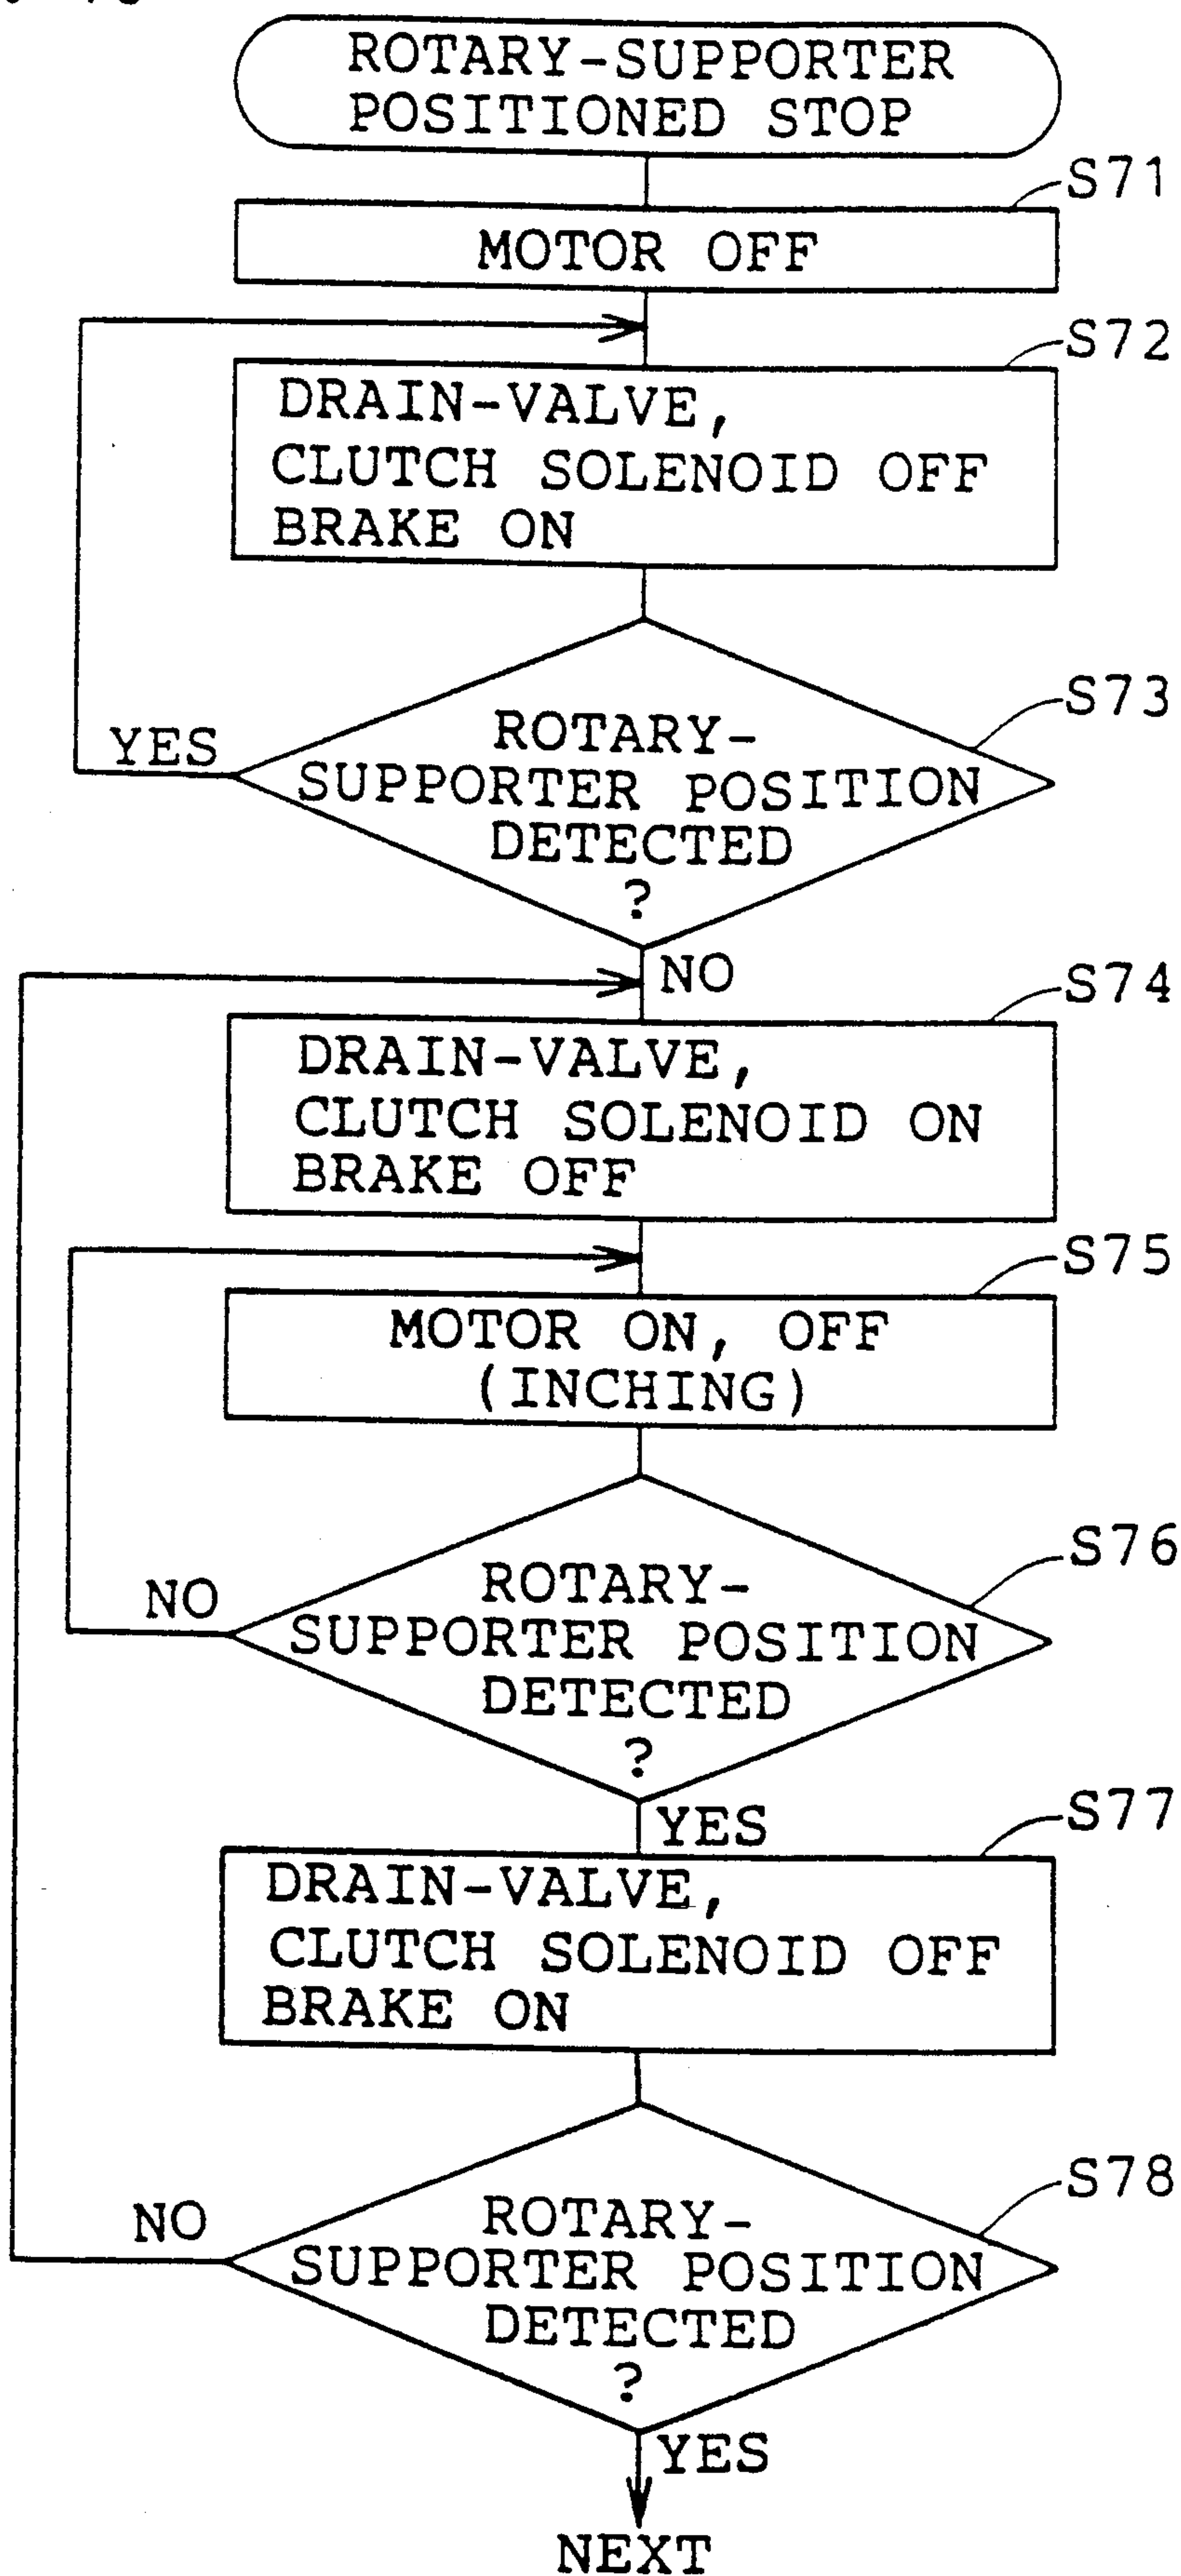 ROTARY-SUPPORTER
POSITIONED STOP
S71
MOTOR OFF
S72
DRAIN-VALVE,
CLUTCH SOLENOID OFF
BRAKE ON
S73
ROTARY-
SUPPORTER POSITION
DETECTED
?
YES
NO
S74
DRAIN-VALVE,
CLUTCH SOLENOID ON
BRAKE OFF
S75
MOTOR ON, OFF
(INCHING)
S76
ROTARY-
SUPPORTER POSITION
DETECTED
?
NO
YES
S77
DRAIN-VALVE,
CLUTCH SOLENOID OFF
BRAKE ON
S78
ROTARY-
SUPPORTER POSITION
DETECTED
?
NO
YES
NEXT